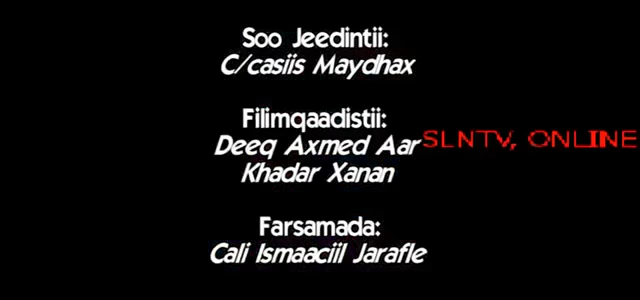 Soo Jeedintii:
C/casiis Maydhax
Filimqaadistii:
Deeq Axmed Aar
SLNTV, ONLINE
Khadar Xanan
Farsamada:
Cali Ismaaciil Jarafle